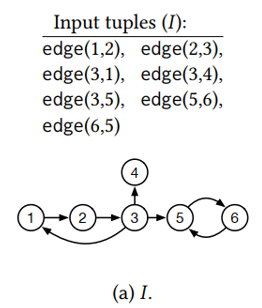 Input tuples (I):
edge(1,2), edge(2,3),
edge(3,1), edge(3,4),
edge(3,5), edge(5,6),
edge(6,5)
4
1 2 3 5 6
(a) I.